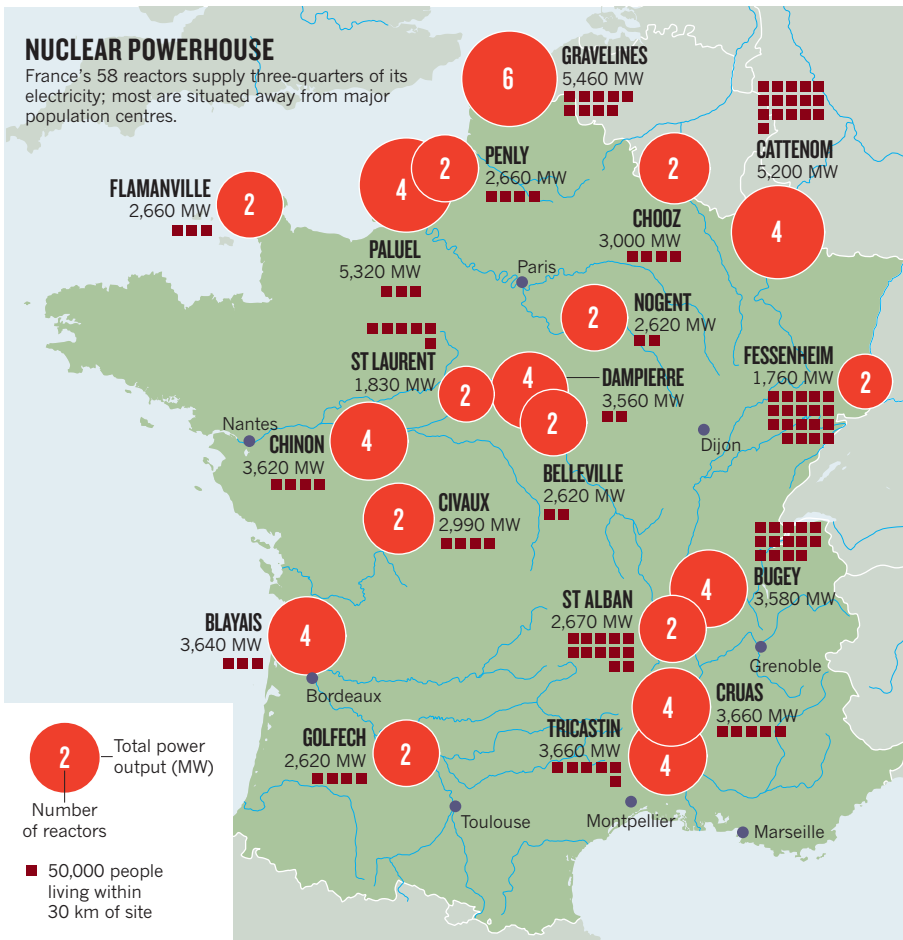 NUCLEAR POWERHOUSE
France's 58 reactors supply three-quarters of its
electricity; most are situated away from major
population centres.
6
GRAVELINES
5,460 MW
CATTENOM
5,200 MW
4
PENLY
2,660 MW
2
FLAMANVILLE
2,660 MW
2
4
PALUEL
5,320 MW
2
CHOOZ
3,000 MW
Paris
2
NOGENT
2,620 MW
ST LAURENT
1,830 MW
2
4
DAMPIERRE
3,560 MW
FESSENHEIM
1,760 MW
2
Nantes
CHINON
3,620 MW
4
2
BELLEVILLE
2,620 MW
Dijon
2
CIVAUX
2,990 MW
BUGEY
3,580 MW
4
ST ALBAN
2,670 MW
2
BLAYAIS
3,640 MW
4
Grenoble
Bordeaux
4
CRUAS
3,660 MW
TRICASTIN
3,660 MW
4
GOLFECH
2,620 MW
2
Toulouse
Montpellier
Marseille
2
Total power
output (MW)
Number
of reactors
50,000 people
living within
30 km of site